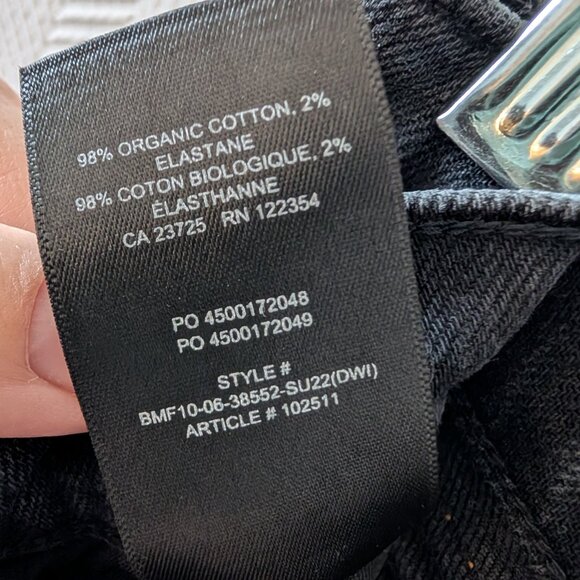 98% ORGANIC COTTON, 2%
ELASTANE
98% COTON BIOLOGIQUE, 2%
ÉLASTHANNE
CA 23725 RN 122354
PO 4500172048
PO 4500172049
STYLE #
BMF10-06-38552-SU22(DWI)
ARTICLE # 102511